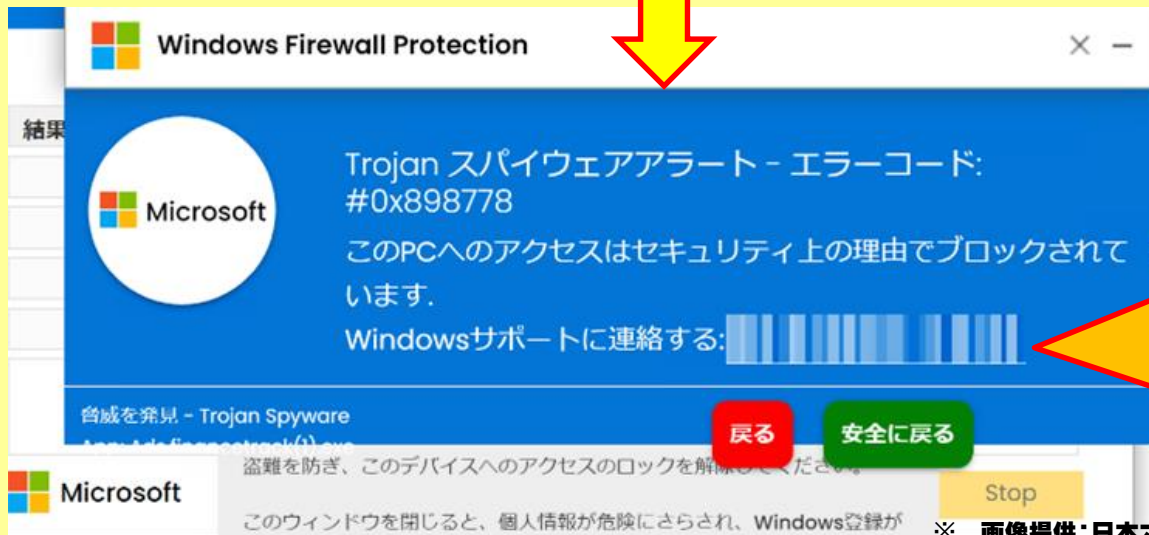 Windows Firewall Protection
結果
Microsoft
Trojan スパイウェアアラート - エラーコード:
#0x898778
このPCへのアクセスはセキュリティ上の理由でブロックされて
います.
Windowsサポートに連絡する:
脅威を発見 - Trojan Spyware
戻る
安全に戻る
盗難を防ぎ、このデバイスへのアクセスのロックを解除してください。
Microsoft
Stop
このウィンドウを閉じると、個人情報が危険にさらされ、Windows登録が
※ 画像提供:日本